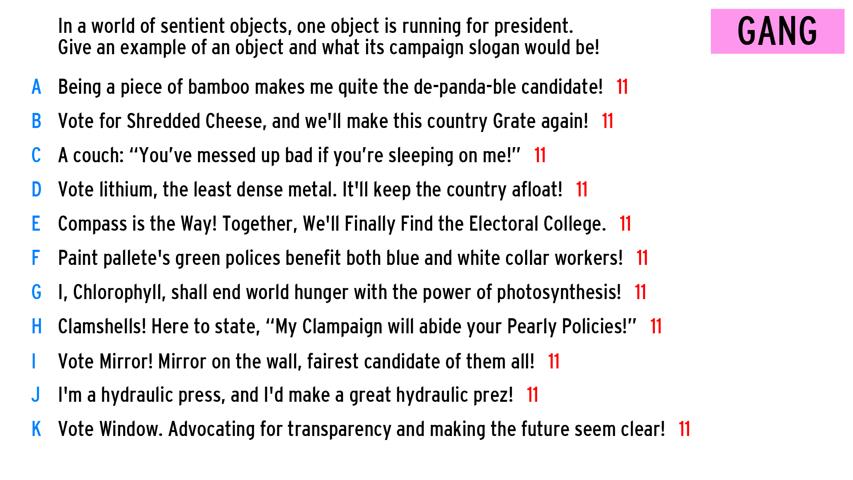 In a world of sentient objects, one object is running for president.
Give an example of an object and what its campaign slogan would be!
GANG
A Being a piece of bamboo makes me quite the de-panda-ble candidate! 11
B Vote for Shredded Cheese, and we'll make this country Grate again! 11
C A couch: “You’ve messed up bad if you’re sleeping on me!” 11
D Vote lithium, the least dense metal. It'll keep the country afloat! 11
E Compass is the Way! Together, We'll Finally Find the Electoral College. 11
F Paint pallete's green polices benefit both blue and white collar workers! 11
G I, Chlorophyll, shall end world hunger with the power of photosynthesis! 11
H Clamshells! Here to state, “My Clampaign will abide your Pearly Policies!” 11
I Vote Mirror! Mirror on the wall, fairest candidate of them all! 11
J I'm a hydraulic press, and I'd make a great hydraulic prez! 11
K Vote Window. Advocating for transparency and making the future seem clear! 11